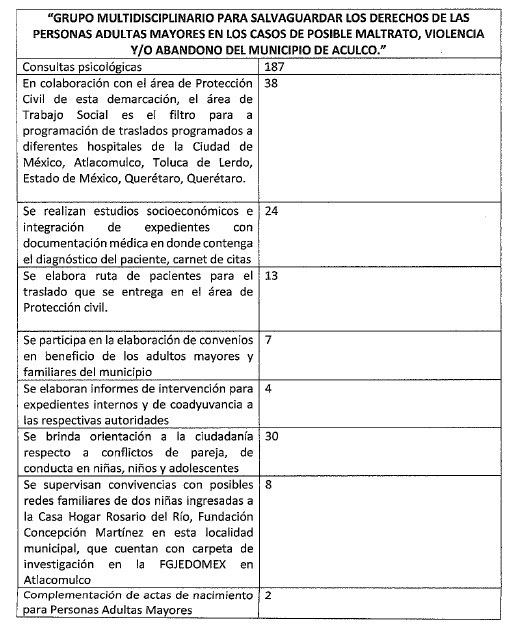 “GRUPO MULTIDISCIPLINARIO PARA SALVAGUARDAR LOS DERECHOS DE LAS
PERSONAS ADULTAS MAYORES EN LOS CASOS DE POSIBLE MALTRATO, VIOLENCIA
Y/O ABANDONO DEL MUNICIPIO DE ACULCO.”
Consultas psicológicas 187
En colaboración con el área de Protección 38
Civil de esta demarcación, el área de
Trabajo Social es el filtro para a
programación de traslados programados a
diferentes hospitales de la Ciudad de
México, Atlacomulco, Toluca de Lerdo,
Estado de México, Querétaro, Querétaro.
Se realizan estudios socioeconómicos e 24
integración de expedientes con
documentación médica en donde contenga
el diagnóstico del paciente, carnet de citas
Se elabora ruta de pacientes para el 13
traslado que se entrega en el área de
Protección civil.
Se participa en la elaboración de convenios 7
en beneficio de los adultos mayores y
familiares del municipio
Se elaboran informes de intervención para 4
expedientes internos y de coadyuvancia a
las respectivas autoridades
Se brinda orientación a la ciudadanía 30
respecto a conflictos de pareja, de
conducta en niñas, niños y adolescentes
Se supervisan convivencias con posibles 8
redes familiares de dos niñas ingresadas a
la Casa Hogar Rosario del Río, Fundación
Concepción Martínez en esta localidad
municipal, que cuentan con carpeta de
investigación en la FGJEDOMEX en
Atlacomulco
Complementación de actas de nacimiento 2
para Personas Adultas Mayores